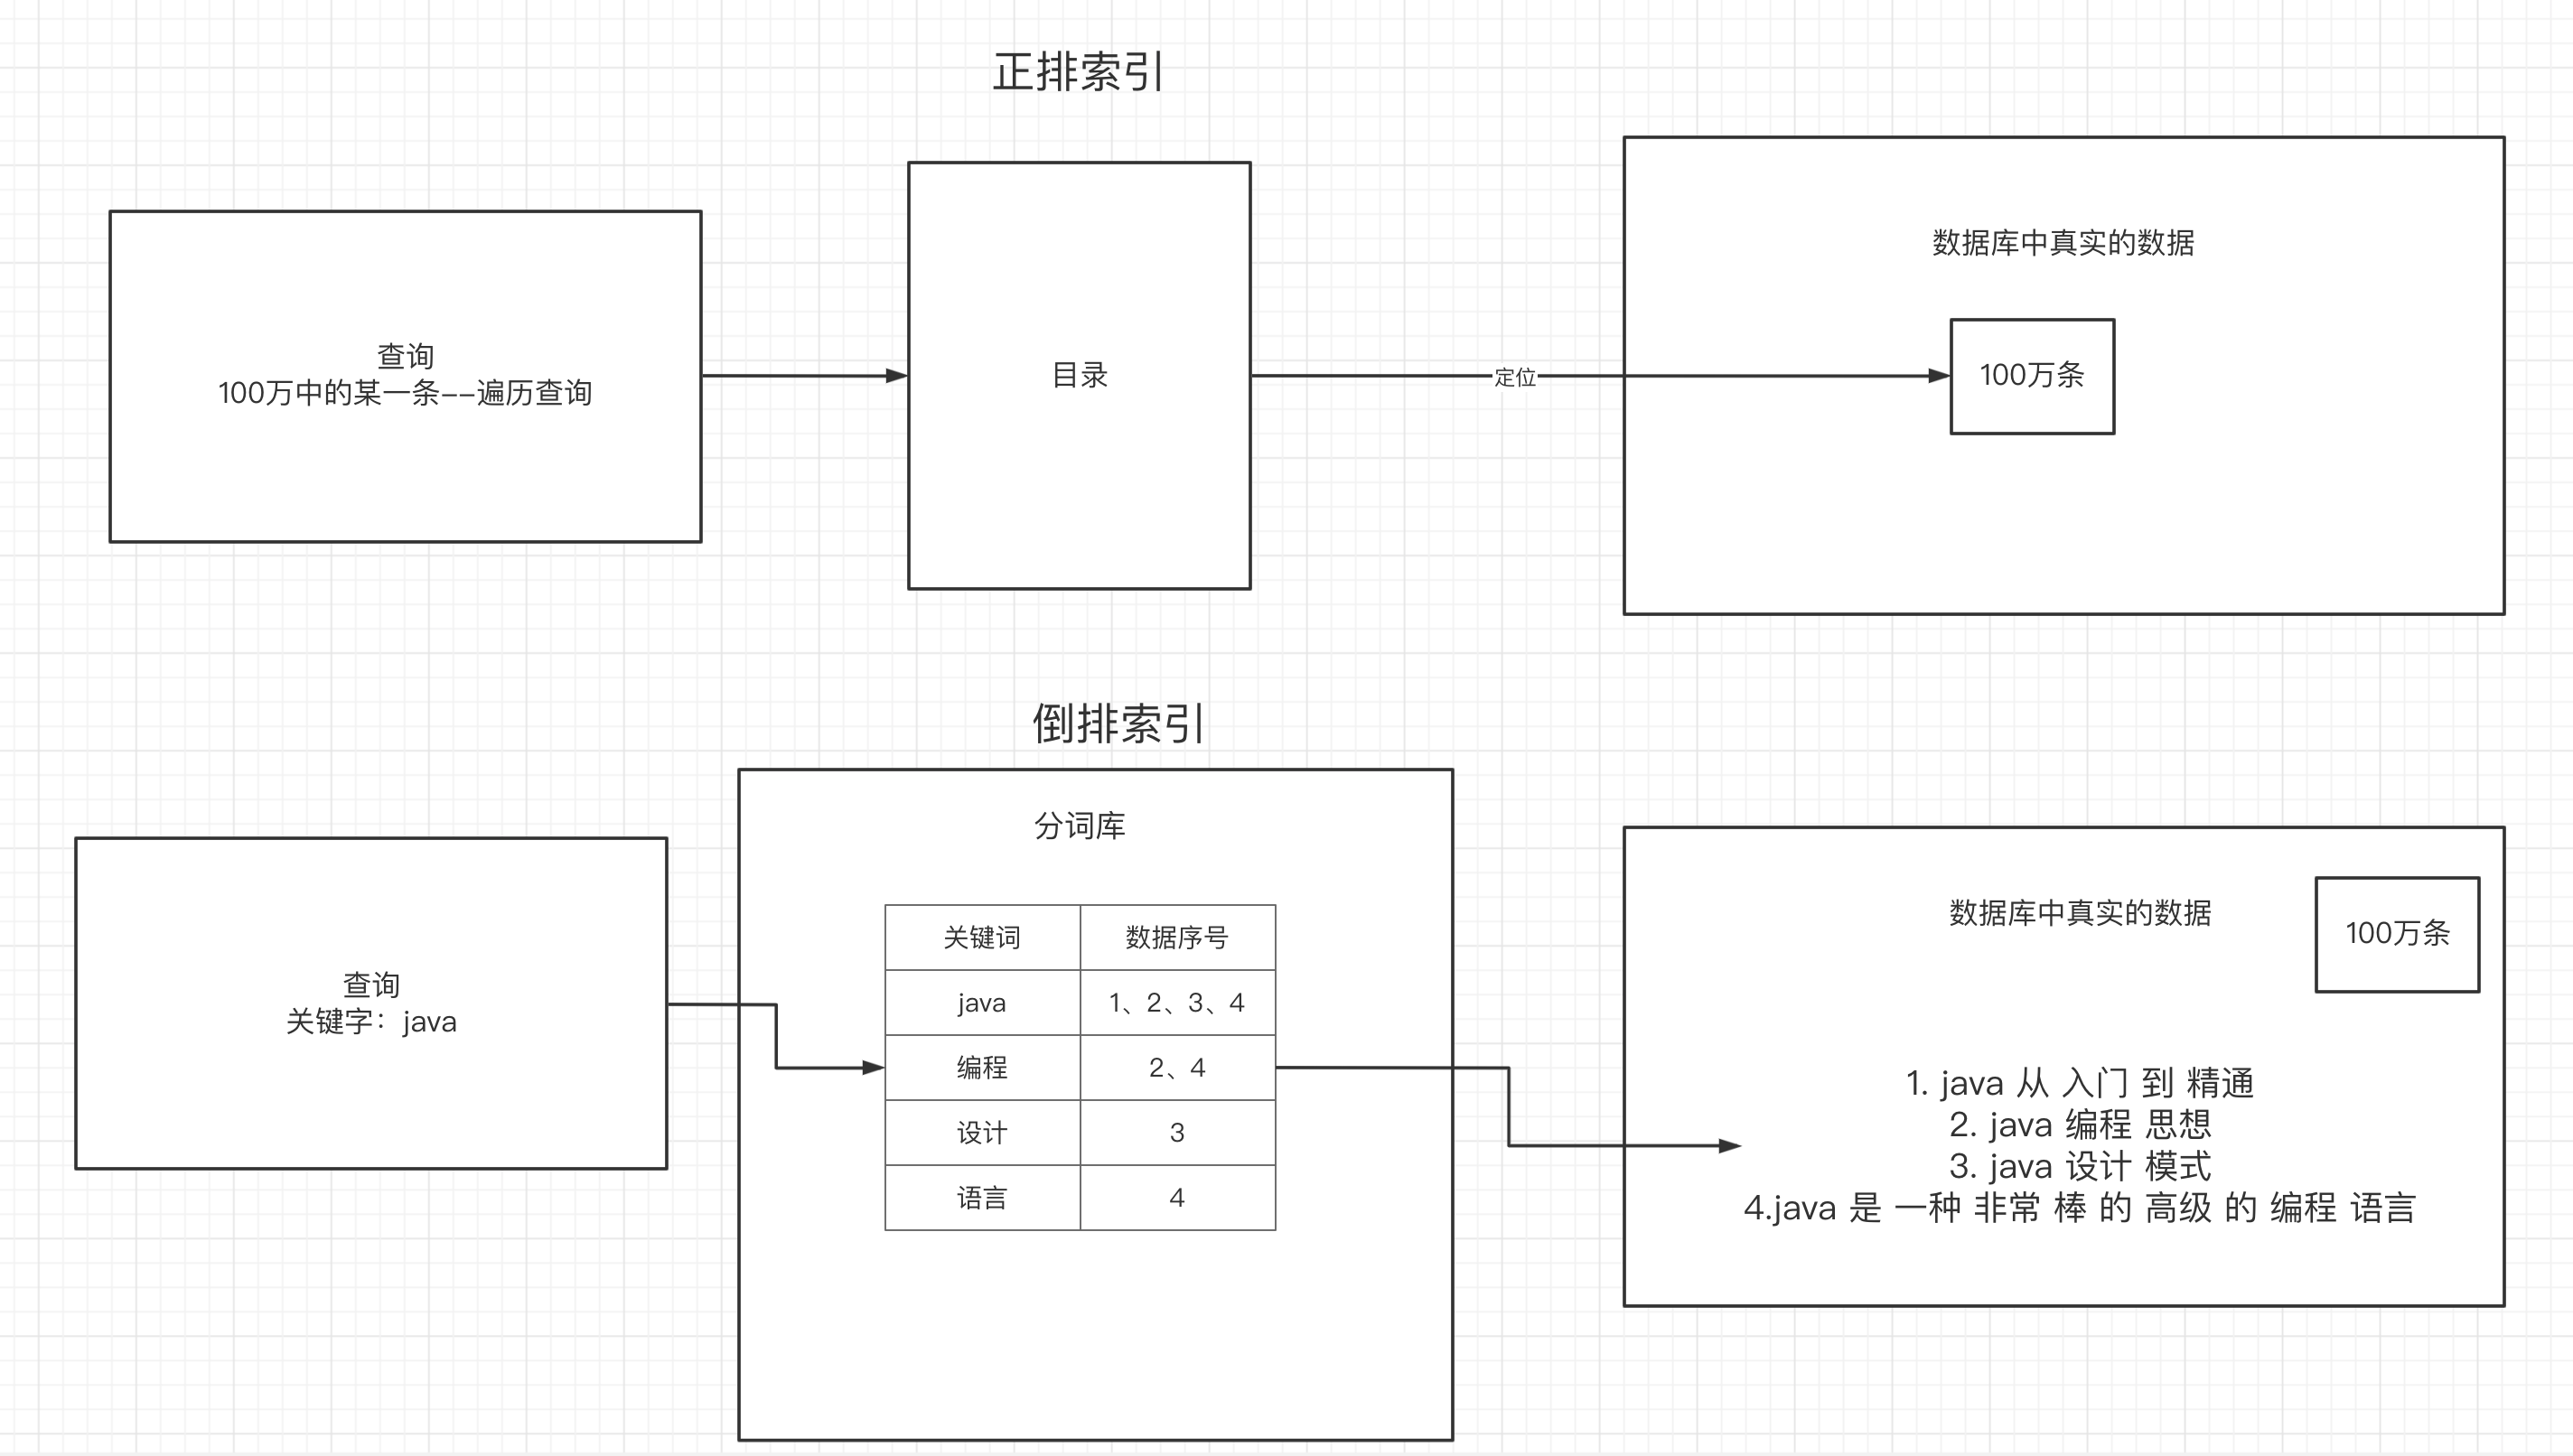 正排索引
查询
100万中的某一条--遍历查询
目录
定位
数据库中真实的数据
100万条
倒排索引
查询
关键字：java
分词库
关键词 数据序号
java 1、2、3、4
编程 2、4
设计 3
语言 4
数据库中真实的数据
100万条
1. java 从 入门 到 精通
2. java 编程 思想
3. java 设计 模式
4.java 是 一种 非常 棒 的 高级 的 编程 语言